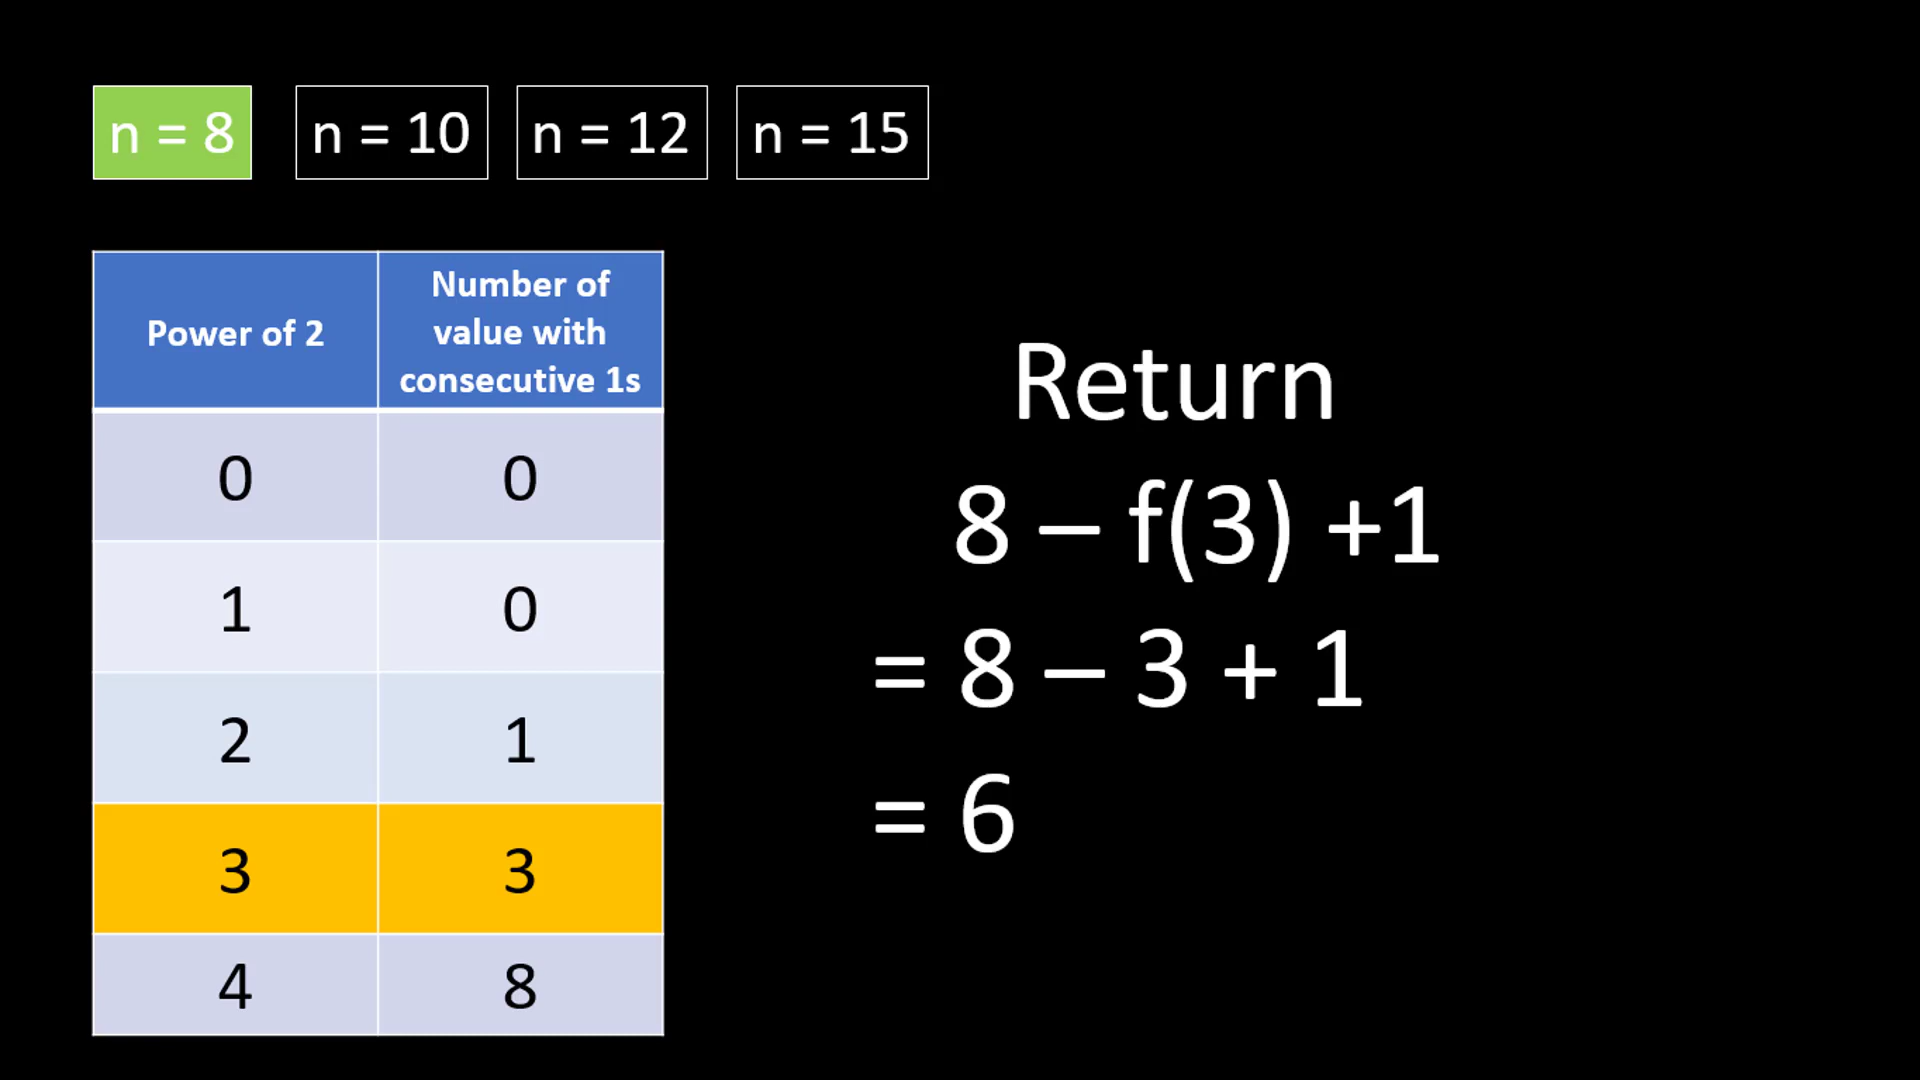 n = 8
n = 10
n = 12
n = 15
Power of 2
Number of
value with
consecutive 1s
0
0
1
0
2
1
3
3
4
8
Return
8 – f(3) +1
= 8 – 3 + 1
= 6